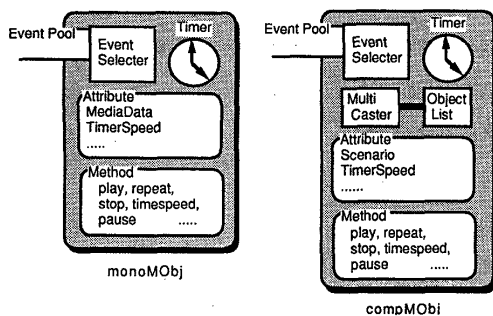 Event Pool
Timer
Event
Selecter
Attribute
MediaData
TimerSpeed
.....
Method
play, repeat,
stop, timespeed,
pause .....
monoMObj
Event Pool
Timer
Event
Selecter
Multi
Caster
Object
List
Attribute
Scenario
TimerSpeed
......
Method
play, repeat,
stop, timespeed,
pause .....
compMObj